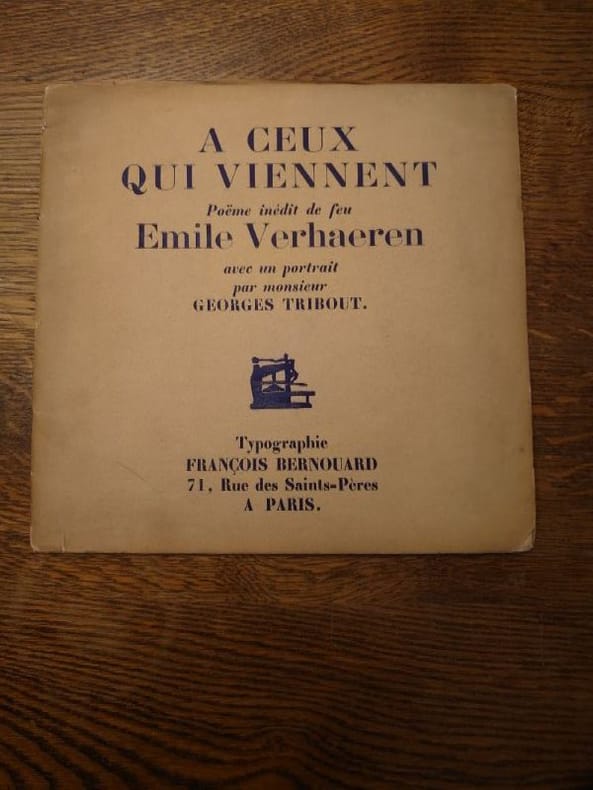 A CEUX
QUI VIENNENT
Poëme inédit de feu
Emile Verhaeren
avec un portrait
par monsieur
GEORGES TRIBOUT.
Typographie
FRANÇOIS BERNOUARD
71, Rue des Saints-Pères
A PARIS.